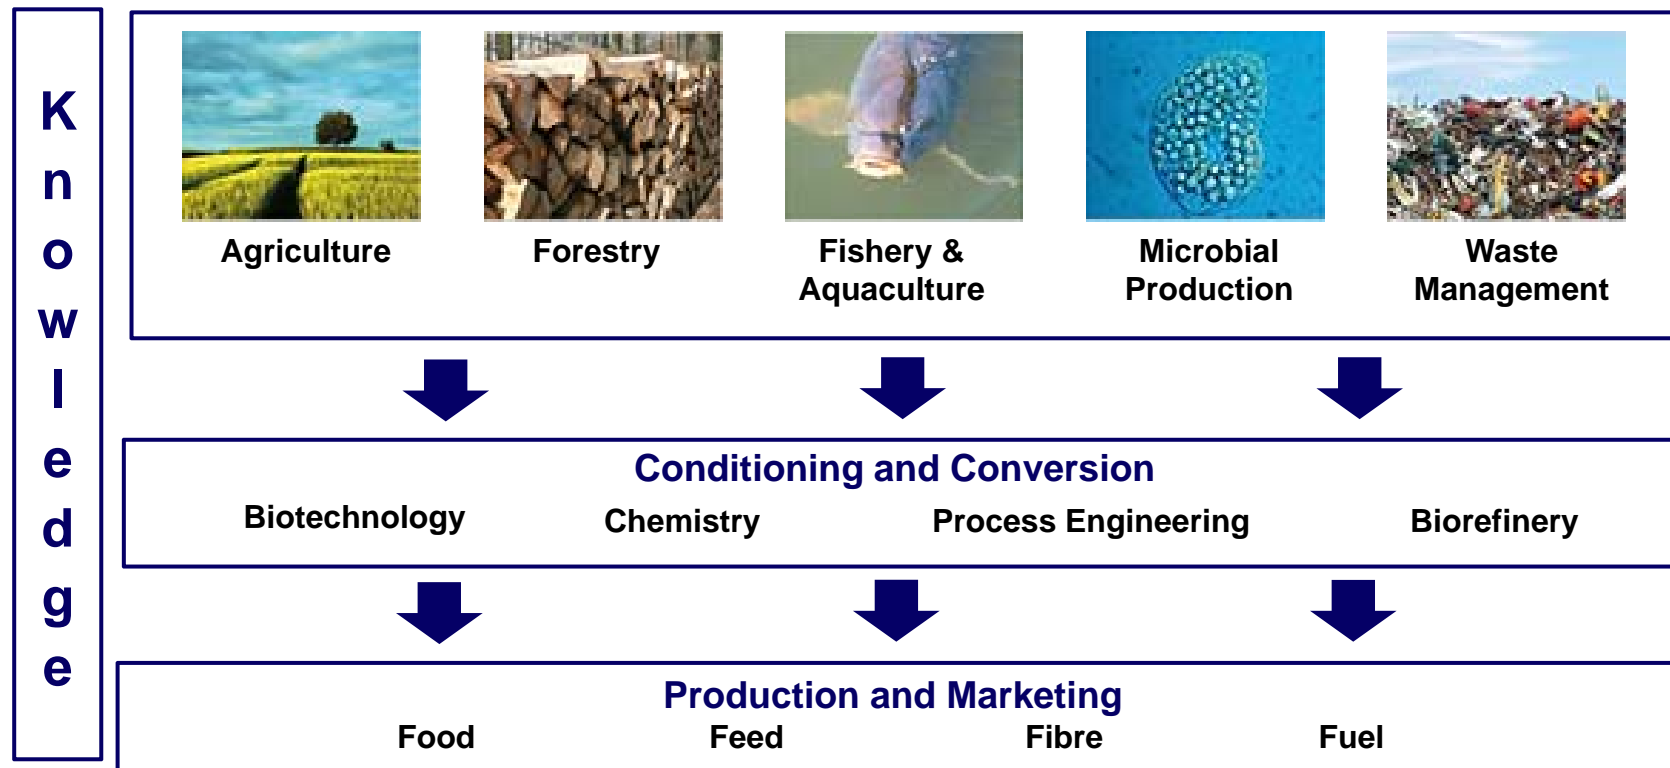 Knowledge
Agriculture
Forestry
Fishery &
Aquaculture
Microbial
Production
Waste
Management
Conditioning and Conversion
Biotechnology Chemistry Process Engineering Biorefinery
Production and Marketing
Food Feed Fibre Fuel